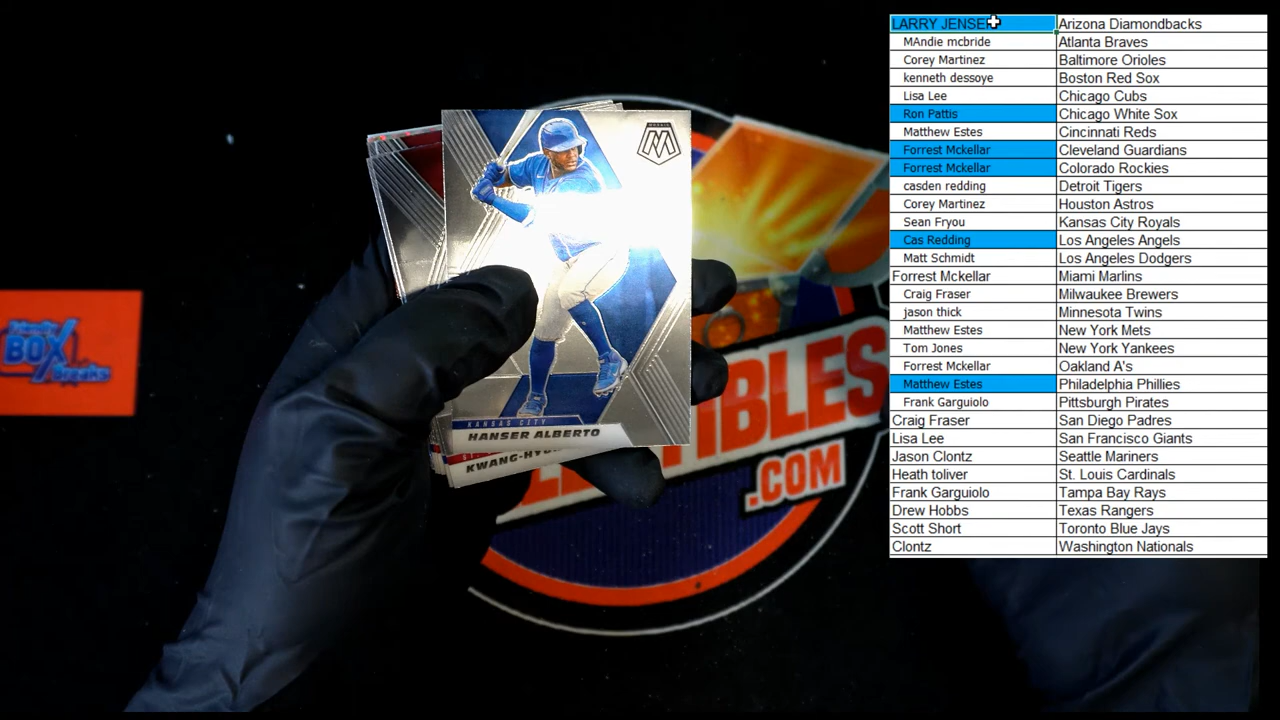 MOSAIC
KANSAS CITY
HANSER ALBERTO
BOX
Breaks
.COM
LARRY JENSE Arizona Diamondbacks
MAndie mcbride Atlanta Braves
Corey Martinez Baltimore Orioles
kenneth dessoye Boston Red Sox
Lisa Lee Chicago Cubs
Ron Pattis Chicago White Sox
Matthew Estes Cincinnati Reds
Forrest Mckellar Cleveland Guardians
Forrest Mckellar Colorado Rockies
casden redding Detroit Tigers
Corey Martinez Houston Astros
Sean Fryou Kansas City Royals
Cas Redding Los Angeles Angels
Matt Schmidt Los Angeles Dodgers
Forrest Mckellar Miami Marlins
Craig Fraser Milwaukee Brewers
jason thick Minnesota Twins
Matthew Estes New York Mets
Tom Jones New York Yankees
Forrest Mckellar Oakland A's
Matthew Estes Philadelphia Phillies
Frank Garguiolo Pittsburgh Pirates
Craig Fraser San Diego Padres
Lisa Lee San Francisco Giants
Jason Clontz Seattle Mariners
Heath toliver St. Louis Cardinals
Frank Garguiolo Tampa Bay Rays
Drew Hobbs Texas Rangers
Scott Short Toronto Blue Jays
Clontz Washington Nationals